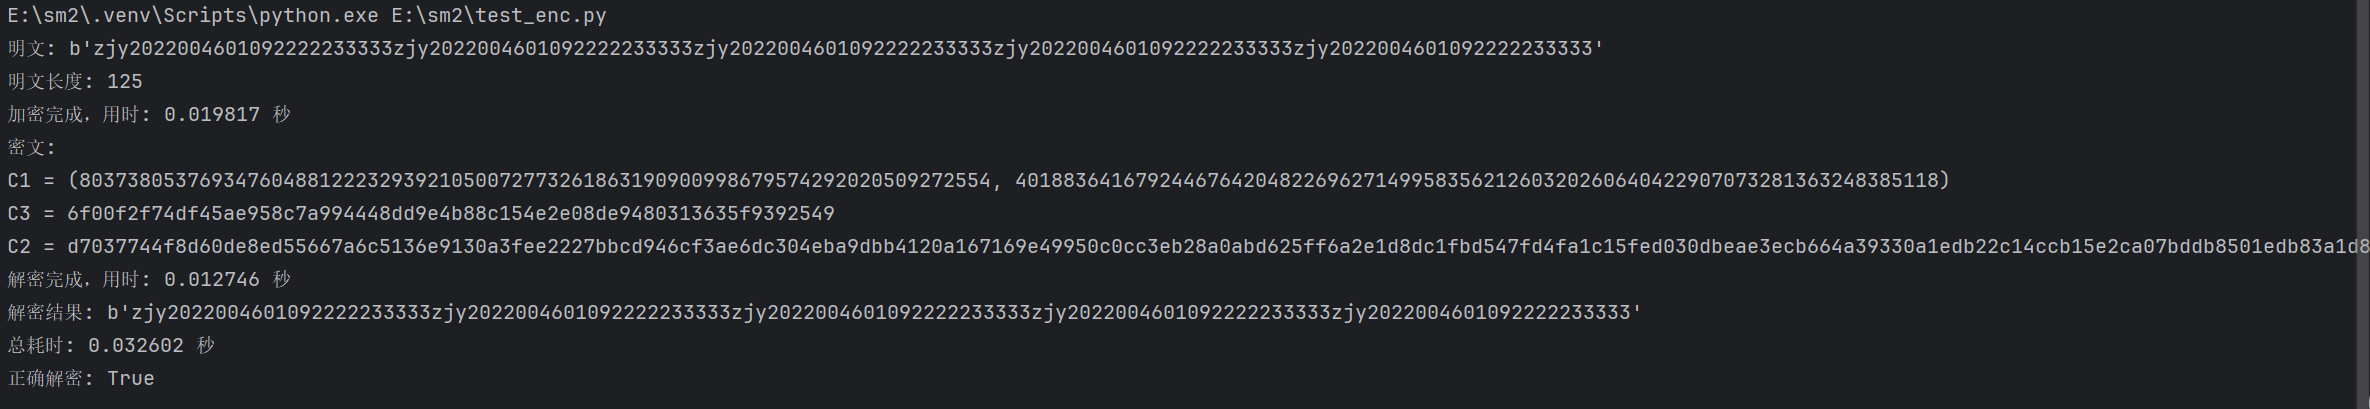 E:\sm2\.venv\Scripts\python.exe E:\sm2\test_enc.py
明文: b'zjy2022004601092222233333zjy2022004601092222233333zjy2022004601092222233333zjy2022004601092222233333zjy2022004601092222233333'
明文长度: 125
加密完成，用时: 0.019817 秒
密文:
C1 = (80373805376934760488122232939210500727732618631909009986795742920205092725​54, 40188364167924467642048226962714995835621260320260640422907073281363248385118)
C3 = 6f00f2f74df45ae958c7a994448dd9e4b88c154e2e08de9480313635f9392549
C2 = d7037744f8d60de8ed55667a6c5136e9130a3fee2227bbcd946cf3ae6dc304eba9dbb4120a167169e49950c0cc3eb28a0abd625ff6a2e1d8dc1fbd547fd4fa1c15fed030dbeae3ecb664a39330a1edb22c14ccb15e2ca07bddb8501edb83a1d8
解密完成，用时: 0.012746 秒
解密结果: b'zjy2022004601092222233333zjy2022004601092222233333zjy2022004601092222233333zjy2022004601092222233333zjy2022004601092222233333'
总耗时: 0.032602 秒
正确解密: True